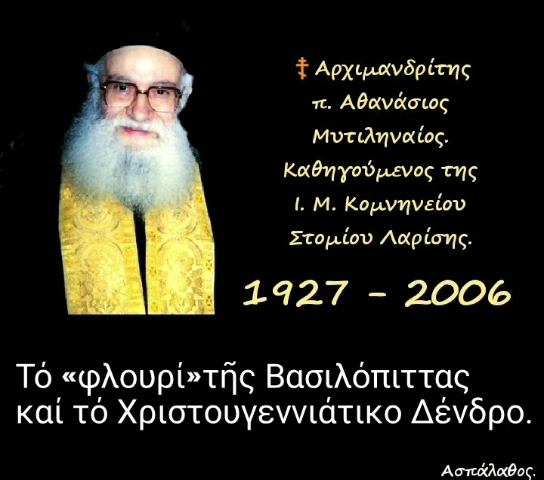 ‡ Αρχιμανδρίτης
π. Αθανάσιος
Μυτιληναίος.
Καθηγούμενος της
Ι. Μ. Κομνηνείου
Στομίου Λαρίσης.
1927 - 2006
Τό «φλουρί»τῆς Βασιλόπιττας
καί τό Χριστουγεννιάτικο Δένδρο.
Ασπάλαθος.